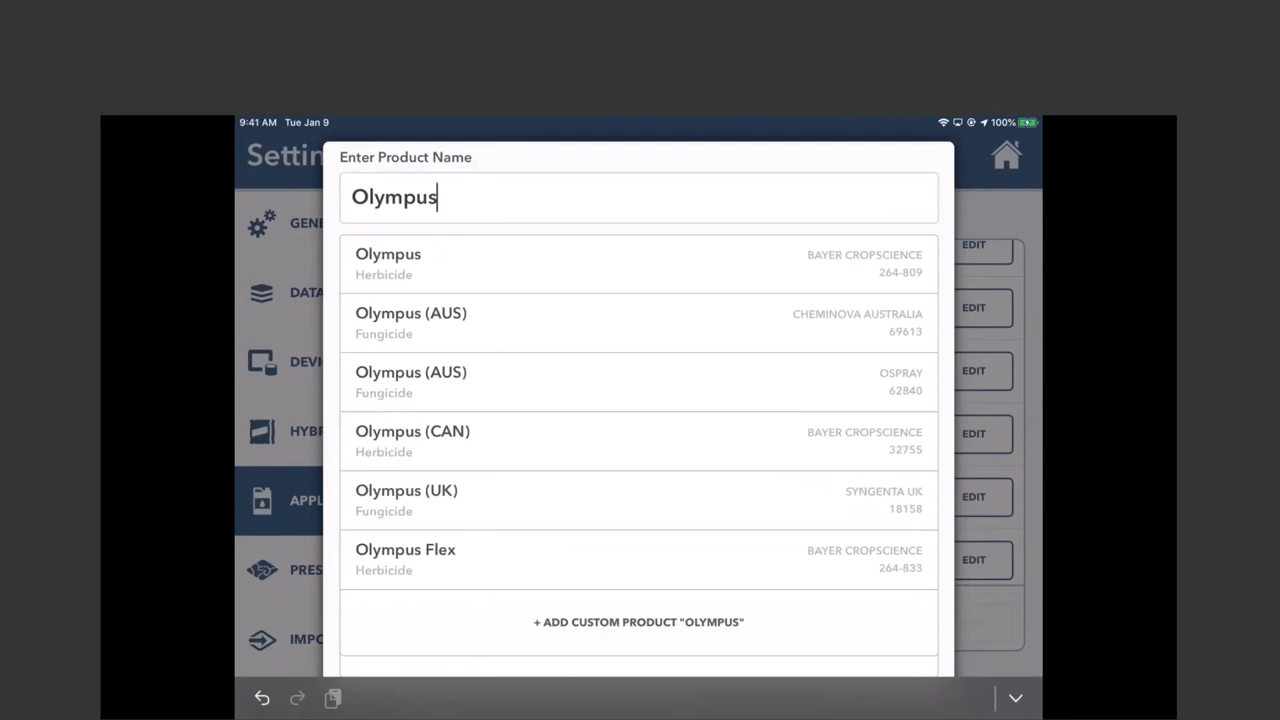 9:41 AM Tue Jan 9
100%
Settin
Enter Product Name
Olympus
GENE
DATA
DEVI
HYBR
APPL
PRES
IMPO
Olympus
Herbicide
BAYER CROPSCIENCE
264-809
Olympus (AUS)
Fungicide
CHEMINOVA AUSTRALIA
69613
Olympus (AUS)
Fungicide
OSPRAY
62840
Olympus (CAN)
Herbicide
BAYER CROPSCIENCE
32755
Olympus (UK)
Fungicide
SYNGENTA UK
18158
Olympus Flex
Herbicide
BAYER CROPSCIENCE
264-833
+ ADD CUSTOM PRODUCT "OLYMPUS"
EDIT
EDIT
EDIT
EDIT
EDIT
EDIT